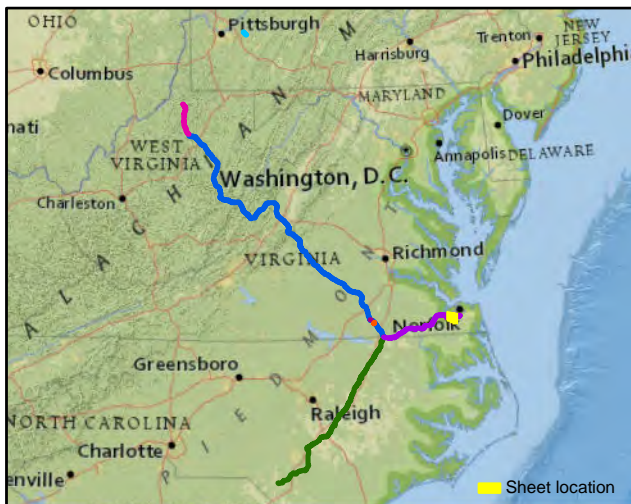 OHIO
Pittsburgh
NEW
JERSEY
Trenton
Harrisburg
Philadelphia
Columbus
MARYLAND
Dover
nati
WEST
VIRGINIA
Annapolis
DELAWARE
Washington, D.C.
Charleston
Richmond
VIRGINIA
Norfolk
Greensboro
Raleigh
NORTH CAROLINA
Charlotte
enville
A L A C H I A N M O N T
P I E D M O N T
Sheet location